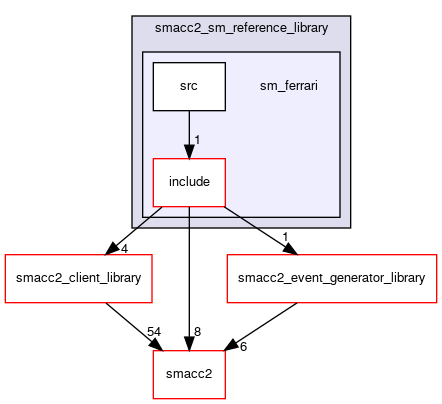 smacc2_sm_reference_library
src
sm_ferrari
1
include
4
1
smacc2_client_library
smacc2_event_generator_library
54
8
6
smacc2